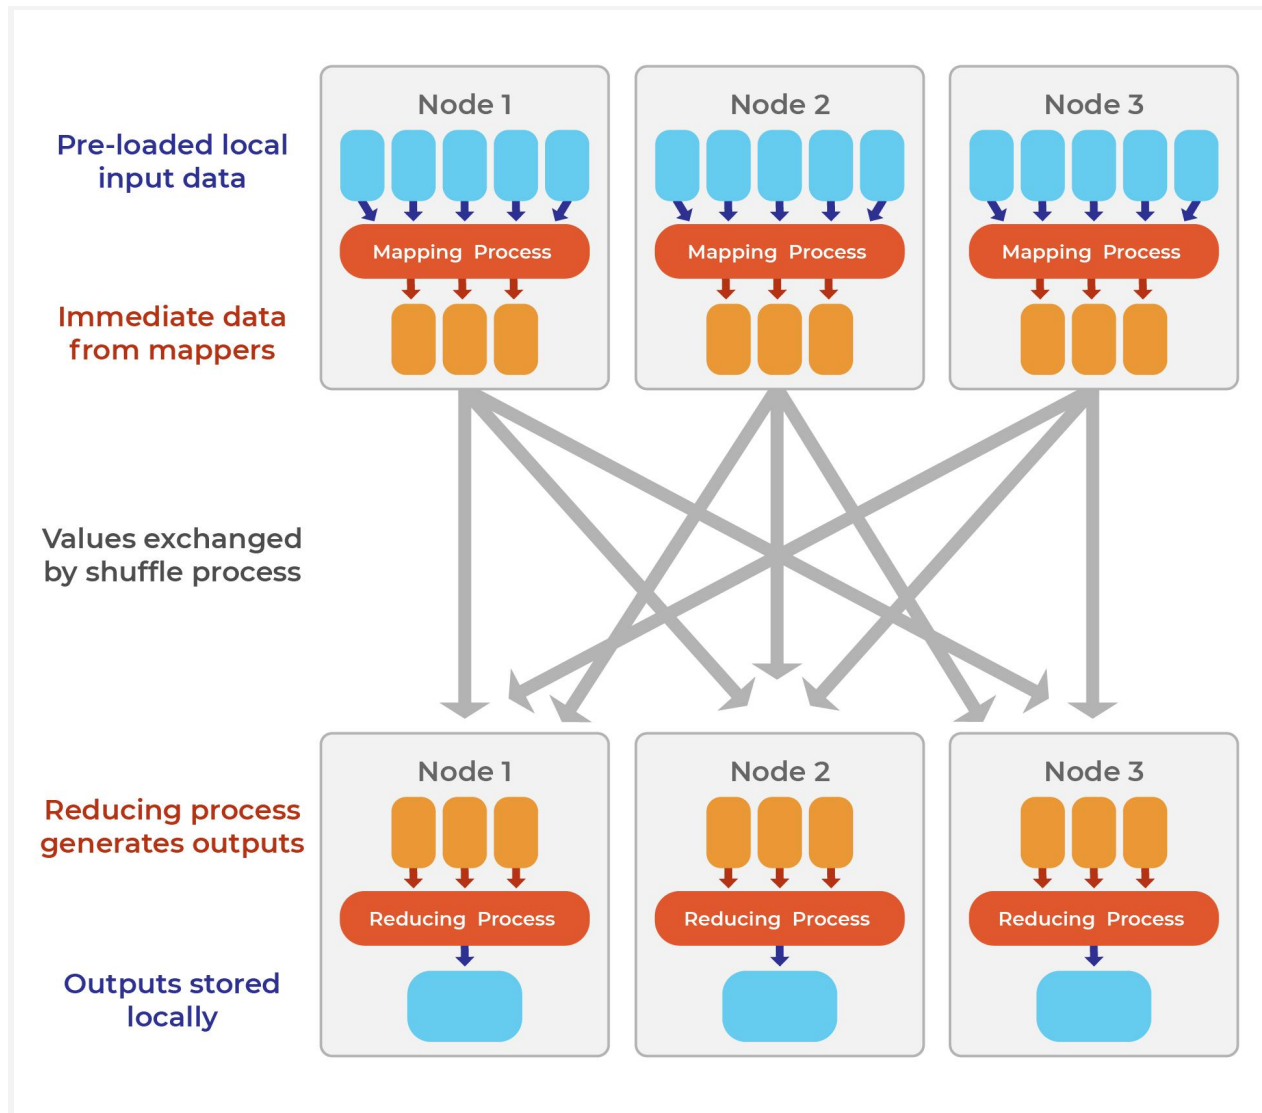 Node 1
Node 2
Node 3
Pre-loaded local
input data
Mapping Process
Mapping Process
Mapping Process
Immediate data
from mappers
Values exchanged
by shuffle process
Node 1
Node 2
Node 3
Reducing process
generates outputs
Reducing Process
Reducing Process
Reducing Process
Outputs stored
locally